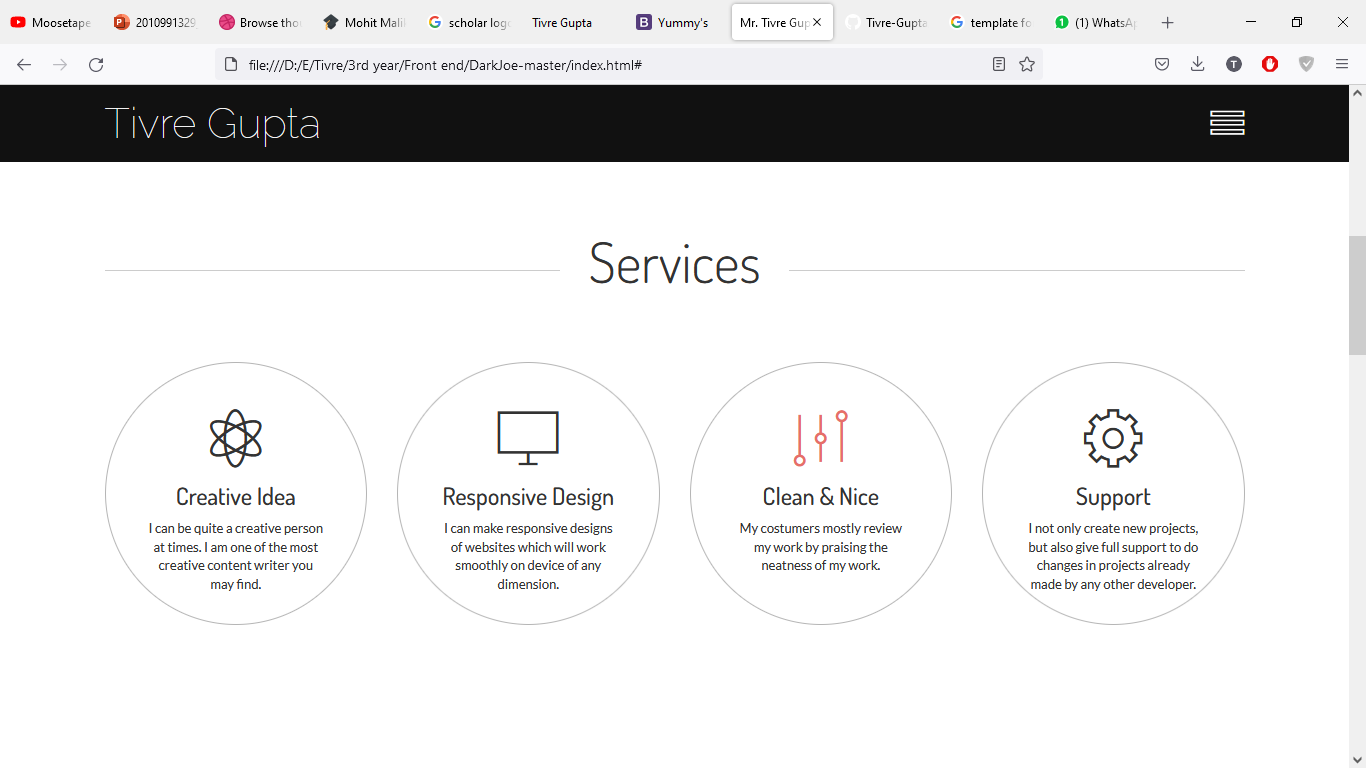 Moosetape
2010991329
Browse thou
Mohit Mali
scholar logo
Tivre Gupta
Yummy's
Mr. Tivre Gup
Tivre-Gupta
template fo
(1) WhatsAp
file:///D:/E/Tivre/3rd year/Front end/DarkJoe-master/index.html#
T
Tivre Gupta
Services
Creative Idea
I can be quite a creative person
at times. I am one of the most
creative content writer you
may find.
Responsive Design
I can make responsive designs
of websites which will work
smoothly on device of any
dimension.
Clean & Nice
My costumers mostly review
my work by praising the
neatness of my work.
Support
I not only create new projects,
but also give full support to do
changes in projects already
made by any other developer.